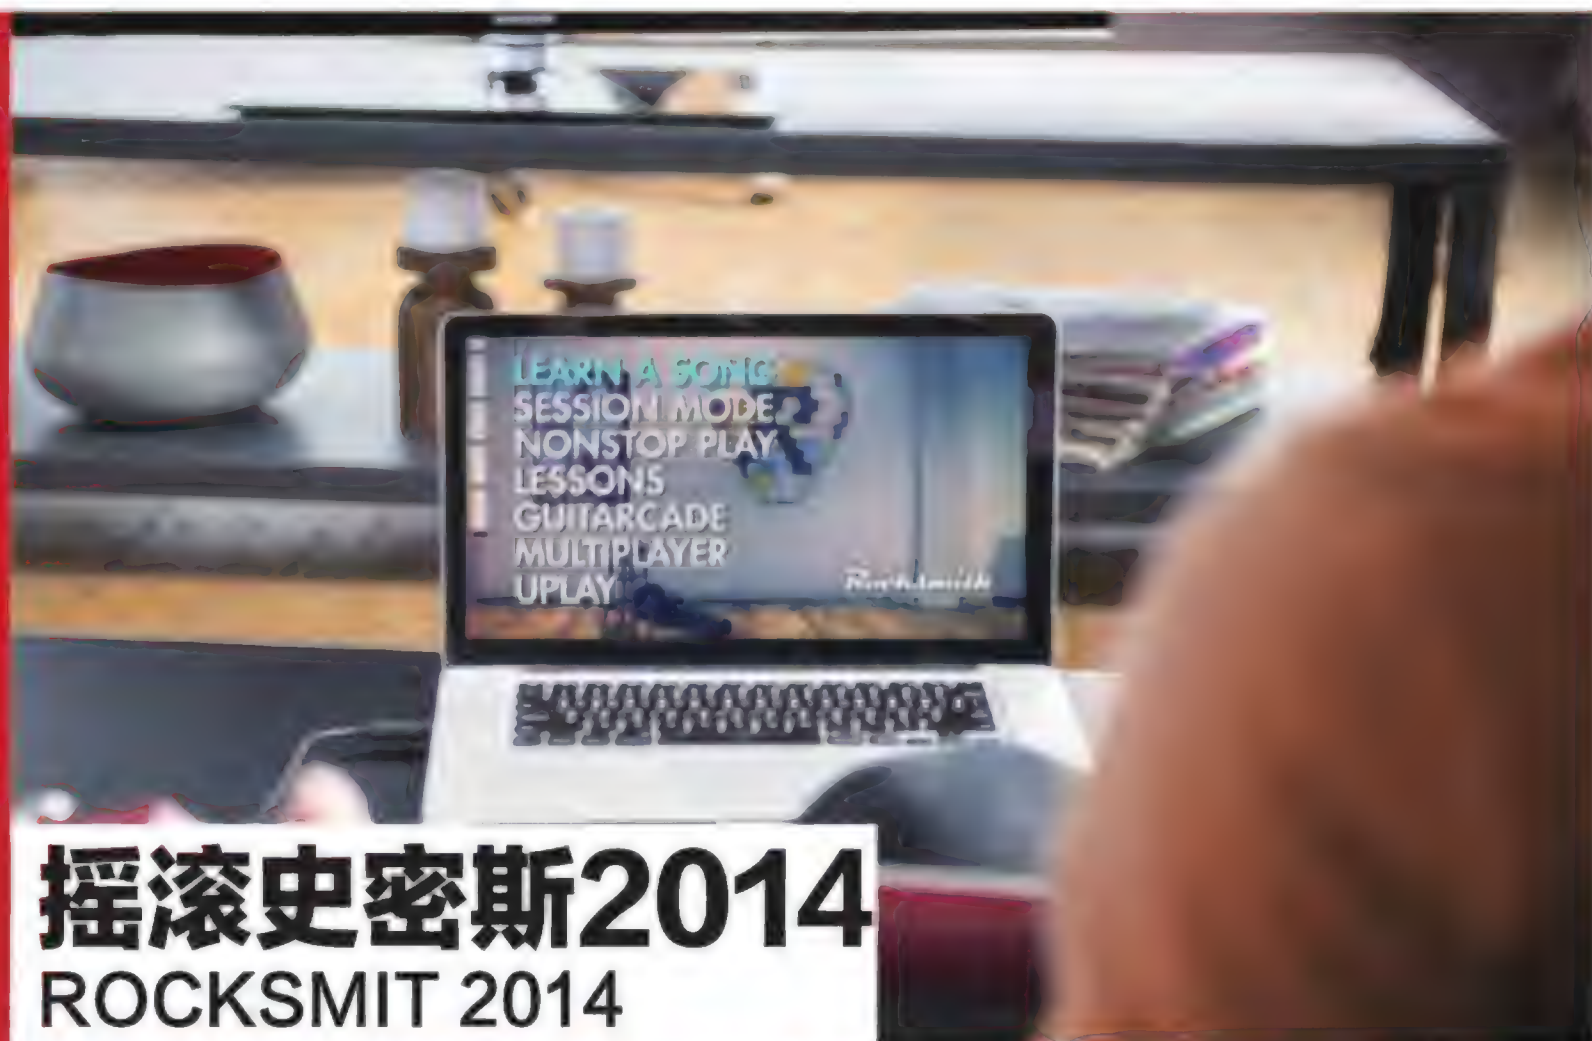 LEARN A SONG
SESSION MODE
NONSTOP PLAY
LESSONS
GUITARCADE
MULTIPLAYER
UPLAY
Rocksmith
摇滚史密斯2014
ROCKSMIT 2014